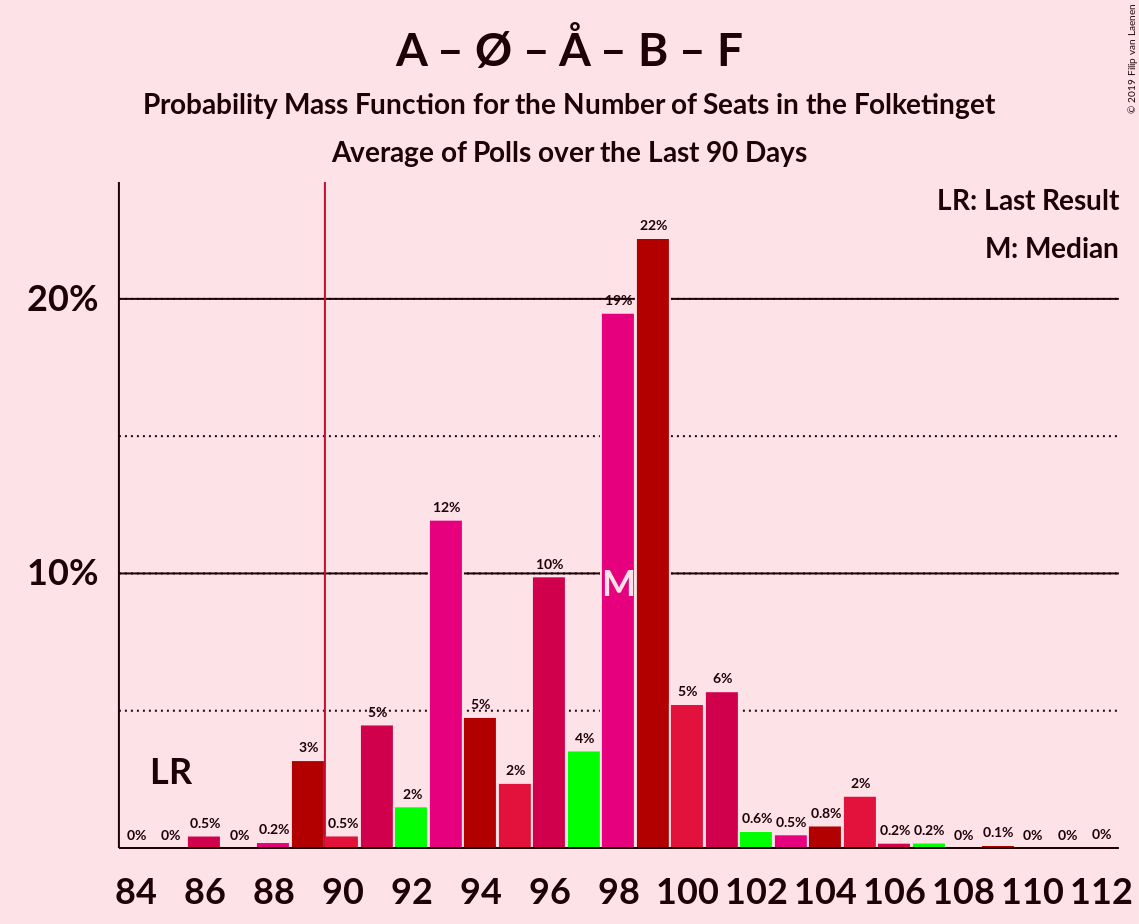 A – Ø – Å – B – F
Probability Mass Function for the Number of Seats in the Folketinget
Average of Polls over the Last 90 Days
© 2019 Filip van Laenen
LR: Last Result
M: Median
20%
10%
0% 0% 0.5% 0% 0.2% 3% 0.5% 5% 2% 12% 5% 2% 10% 4% 19% 22% 5% 6% 0.6% 0.5% 0.8% 2% 0.2% 0.2% 0% 0.1% 0% 0% 0%
LR
M
84 86 88 90 92 94 96 98 100 102 104 106 108 110 112